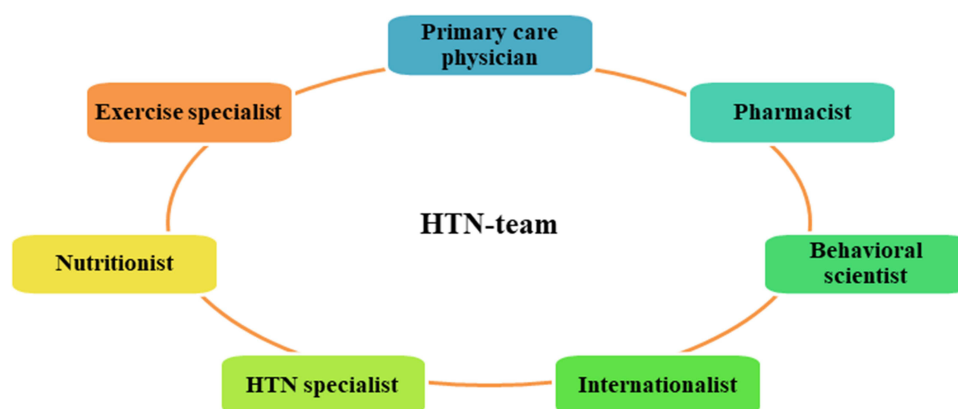 Primary care
physician
Exercise specialist
Pharmacist
HTN-team
Nutritionist
Behavioral
scientist
HTN specialist
Internationalist